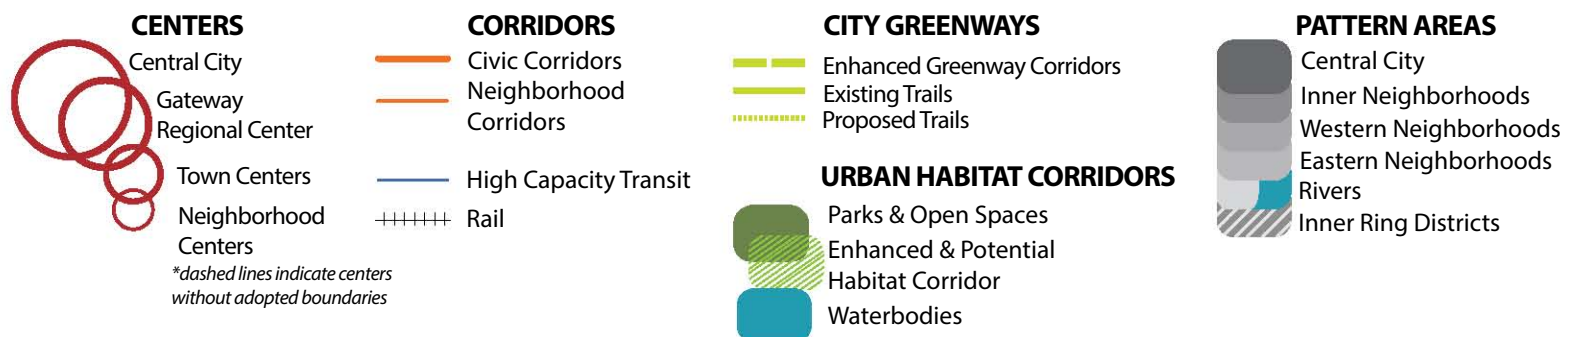 CENTERS
Central City
Gateway
Regional Center
Town Centers
Neighborhood
Centers
*dashed lines indicate centers
without adopted boundaries
CORRIDORS
Civic Corridors
Neighborhood
Corridors
High Capacity Transit
Rail
CITY GREENWAYS
Enhanced Greenway Corridors
Existing Trails
Proposed Trails
URBAN HABITAT CORRIDORS
Parks & Open Spaces
Enhanced & Potential
Habitat Corridor
Waterbodies
PATTERN AREAS
Central City
Inner Neighborhoods
Western Neighborhoods
Eastern Neighborhoods
Rivers
Inner Ring Districts